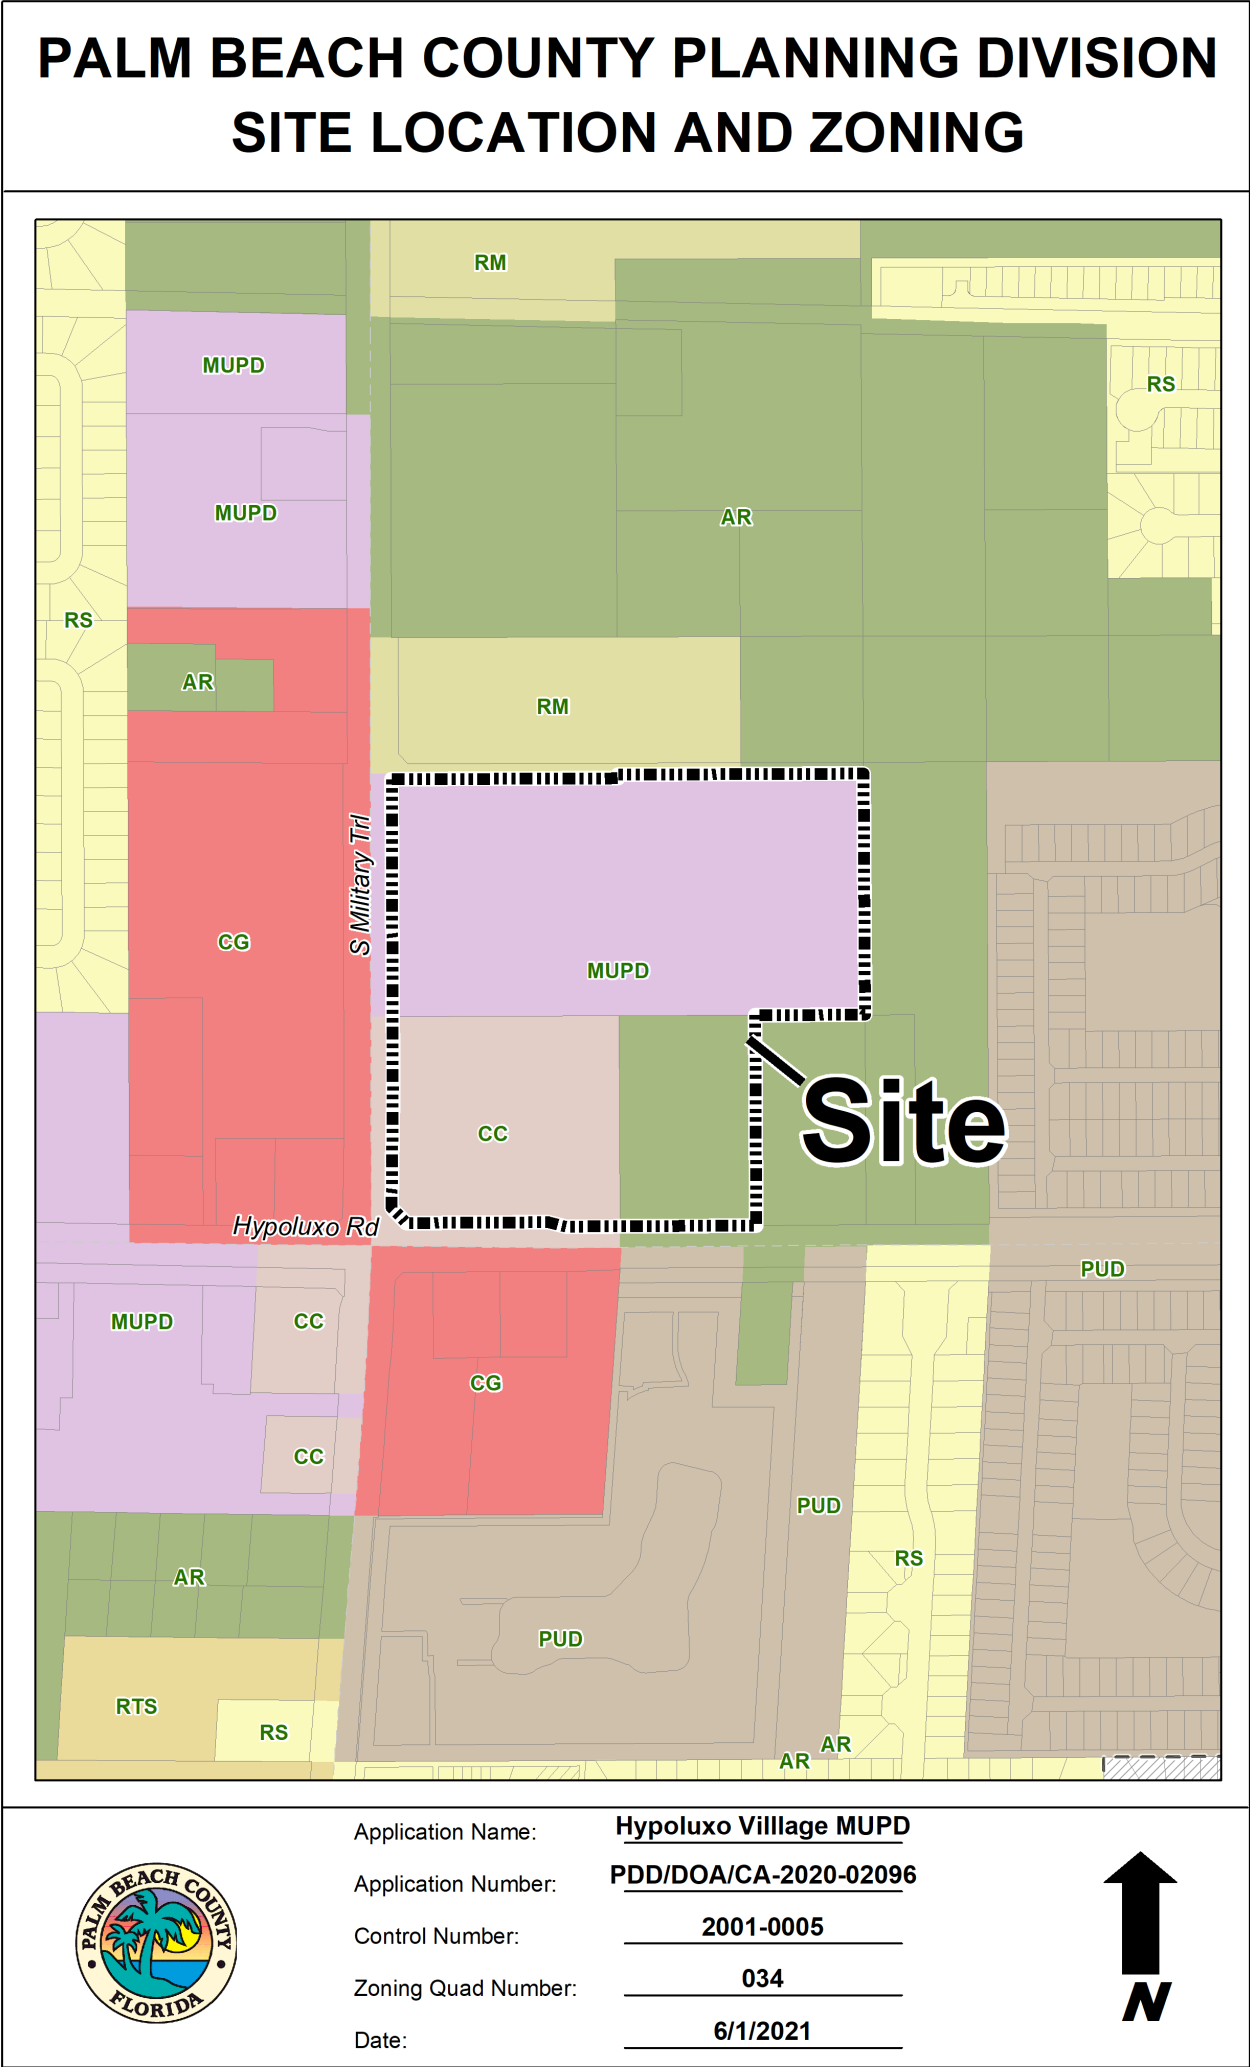 PALM BEACH COUNTY PLANNING DIVISION
SITE LOCATION AND ZONING
RM
MUPD
RS
MUPD
AR
RS
AR
RM
S Military Trl
CG
MUPD
Site
CC
Hypoluxo Rd
PUD
MUPD
CC
CG
CC
PUD
RS
AR
PUD
RTS
RS
AR
AR
Application Name: Hypoluxo Villlage MUPD
Application Number: PDD/DOA/CA-2020-02096
Control Number: 2001-0005
Zoning Quad Number: 034
Date: 6/1/2021
PALM BEACH COUNTY
FLORIDA
N